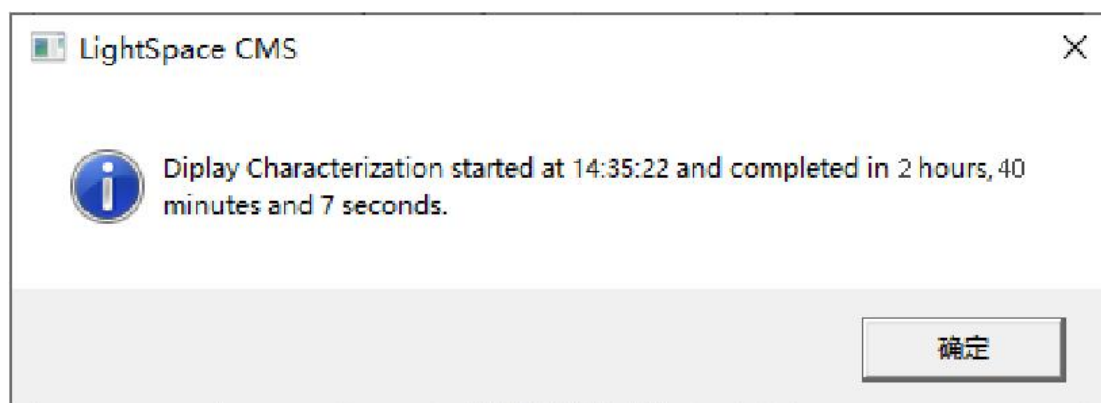 LightSpace CMS
Diplay Characterization started at 14:35:22 and completed in 2 hours, 40
minutes and 7 seconds.
确定